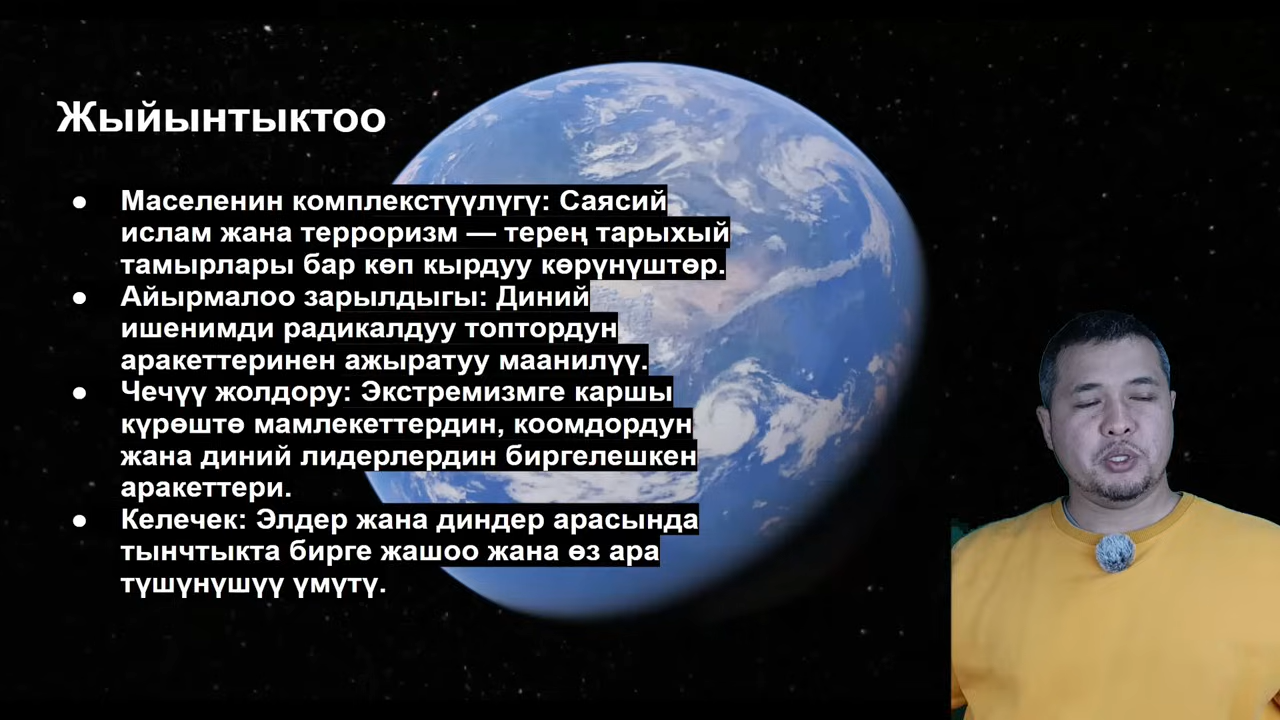 Жыйынтыктоо
● Маселенин комплекстүүлүгү: Саясий
ислам жана терроризм — терең тарыхый
тамырлары бар көп кырдуу көрүнүштөр.
● Айырмалоо зарылдыгы: Диний
ишенимди радикалдуу топтордун
аракеттеринен ажыратуу маанилүү.
● Чечүү жолдору: Экстремизмге каршы
күрөштө мамлекеттердин, коомдордун
жана диний лидерлердин биргелешкен
аракеттери.
● Келечек: Элдер жана диндер арасында
тынчтыкта бирге жашоо жана өз ара
түшүнүшүү үмүтү.